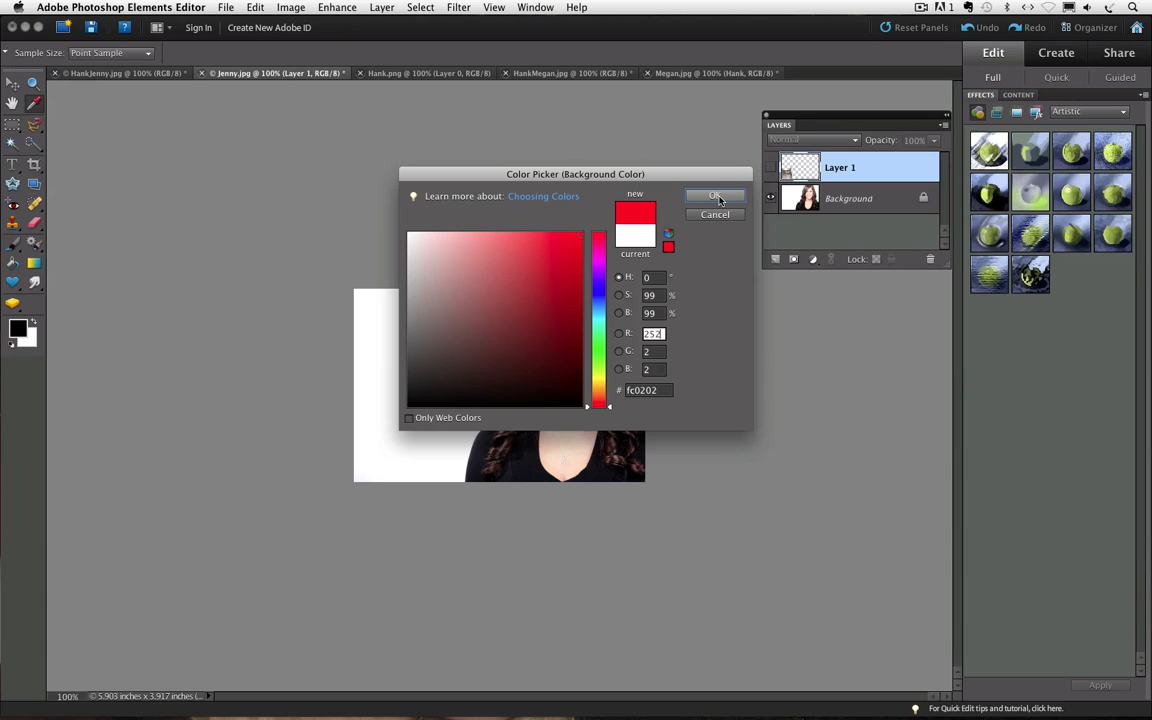 Adobe Photoshop Elements Editor File Edit Image Enhance Layer Select Filter View Window Help
Sign In Create New Adobe ID Reset Panels Undo Redo Organizer
Sample Size: Point Sample Edit Create Share
© HankJenny.jpg @ 100% (RGB/8) * © Jenny.jpg @ 100% (Layer 1, RGB/8) * Hank.png @ 100% (Layer 0, RGB/8) HankMegan.jpg @ 100% (RGB/8) * Megan.jpg @ 100% (Hank, RGB/8) *
Full Quick Guided
EFFECTS CONTENT
Artistic
LAYERS
Normal Opacity: 100%
Layer 1
Background
Lock:
Color Picker (Background Color)
Learn more about: Choosing Colors
new
current
OK
Cancel
H: 0 °
S: 99 %
B: 99 %
R: 252
G: 2
B: 2
# fc0202
Only Web Colors
Apply
100% © 5.903 inches x 3.917 inches (RGB/8)
For Quick Edit tips and tutorial, click here.